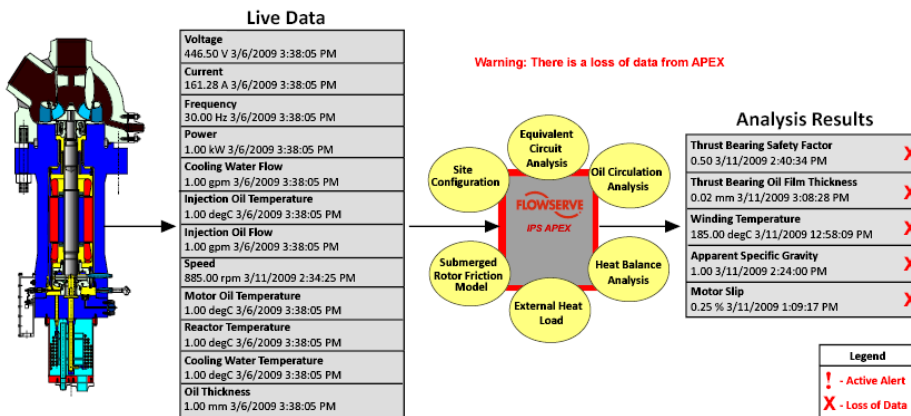 Live Data
Voltage
446.50 V 3/6/2009 3:38:05 PM
Current
161.28 A 3/6/2009 3:38:05 PM
Frequency
30.00 Hz 3/6/2009 3:38:05 PM
Power
1.00 kW 3/6/2009 3:38:05 PM
Cooling Water Flow
1.00 gpm 3/6/2009 3:38:05 PM
Injection Oil Temperature
1.00 degC 3/6/2009 3:38:05 PM
Injection Oil Flow
1.00 gpm 3/6/2009 3:38:05 PM
Speed
885.00 rpm 3/11/2009 2:34:25 PM
Motor Oil Temperature
1.00 degC 3/6/2009 3:38:05 PM
Reactor Temperature
1.00 degC 3/6/2009 3:38:05 PM
Cooling Water Temperature
1.00 degC 3/6/2009 3:38:05 PM
Oil Thickness
1.00 mm 3/6/2009 3:38:05 PM
Warning: There is a loss of data from APEX
Equivalent
Circuit
Analysis
Site
Configuration
Oil Circulation
Analysis
FLOWSERVE
IPS APEX
Submerged
Rotor Friction
Model
Heat Balance
Analysis
External Heat
Load
Analysis Results
Thrust Bearing Safety Factor
0.50 3/11/2009 2:40:34 PM
X
Thrust Bearing Oil Film Thickness
0.02 mm 3/11/2009 3:08:28 PM
X
Winding Temperature
185.00 degC 3/11/2009 12:58:09 PM
X
Apparent Specific Gravity
1.00 3/11/2009 2:24:00 PM
X
Motor Slip
0.25 % 3/11/2009 1:09:17 PM
X
Legend
! - Active Alert
X - Loss of Data